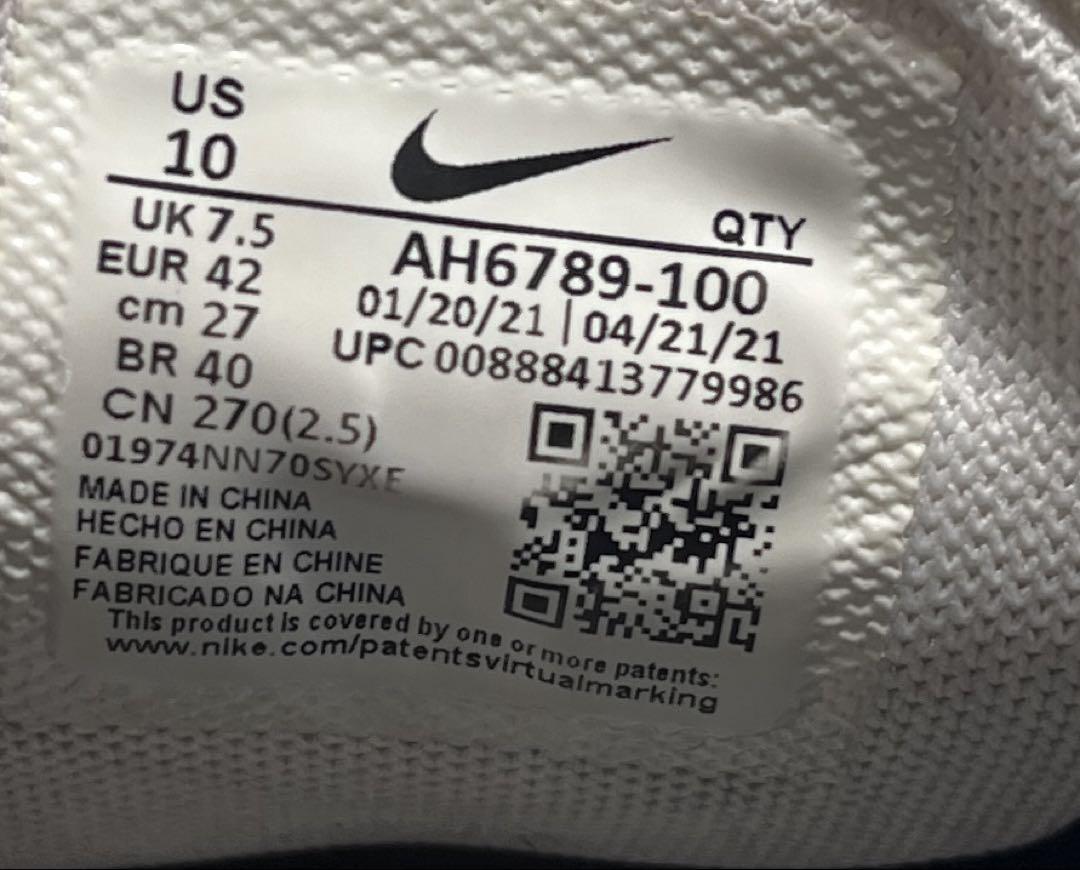 US
10
QTY
UK 7.5
AH6789-100
EUR 42
01/20/21 | 04/21/21
cm 27
UPC 00888413779986
BR 40
CN 270(2.5)
01974NN70SYXE
MADE IN CHINA
HECHO EN CHINA
FABRIQUE EN CHINE
FABRICADO NA CHINA
This product is covered by one or more patents:
www.nike.com/patentsvirtualmarking